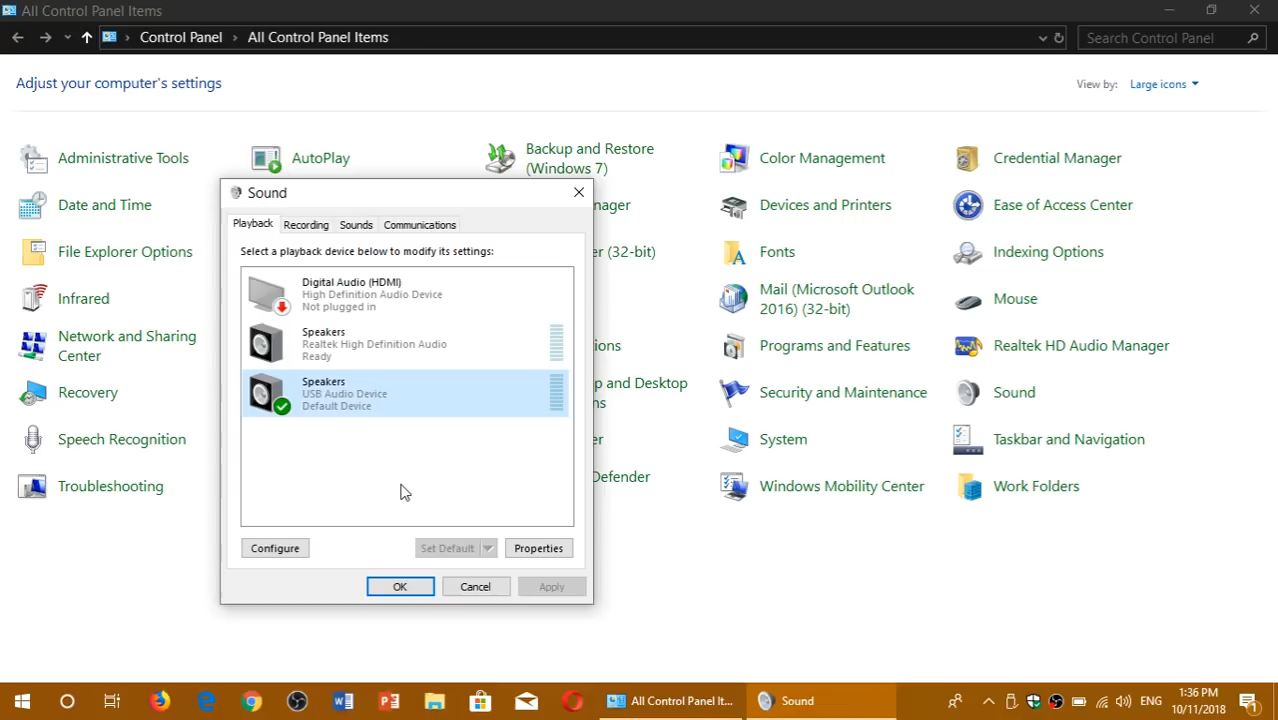 All Control Panel Items
Control Panel
All Control Panel Items
Search Control Panel
Adjust your computer's settings
View by:
Large icons
Administrative Tools
AutoPlay
Backup and Restore
(Windows 7)
Color Management
Credential Manager
Date and Time
Devices and Printers
Ease of Access Center
File Explorer Options
er (32-bit)
Fonts
Indexing Options
Infrared
Mail (Microsoft Outlook
2016) (32-bit)
Mouse
Network and Sharing
Center
Programs and Features
Realtek HD Audio Manager
Recovery
p and Desktop
Security and Maintenance
Sound
Speech Recognition
System
Taskbar and Navigation
Troubleshooting
Defender
Windows Mobility Center
Work Folders
Sound
Playback
Recording
Sounds
Communications
Select a playback device below to modify its settings:
Digital Audio (HDMI)
High Definition Audio Device
Not plugged in
Speakers
Realtek High Definition Audio
Ready
Speakers
USB Audio Device
Default Device
Configure
Set Default
Properties
OK
Cancel
Apply
All Control Panel It...
Sound
ENG
1:36 PM
10/11/2018
1